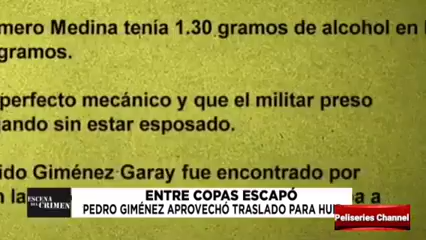 mero Medina tenía 1.30 gramos de alcohol en l
gramos.
perfecto mecánico y que el militar preso
jando sin estar esposado.
ido Giménez Garay fue encontrado por
ESCENA DEL CRIMEN
ENTRE COPAS ESCAPÓ
PEDRO GIMÉNEZ APROVECHÓ TRASLADO PARA HU
Peliseries Channel